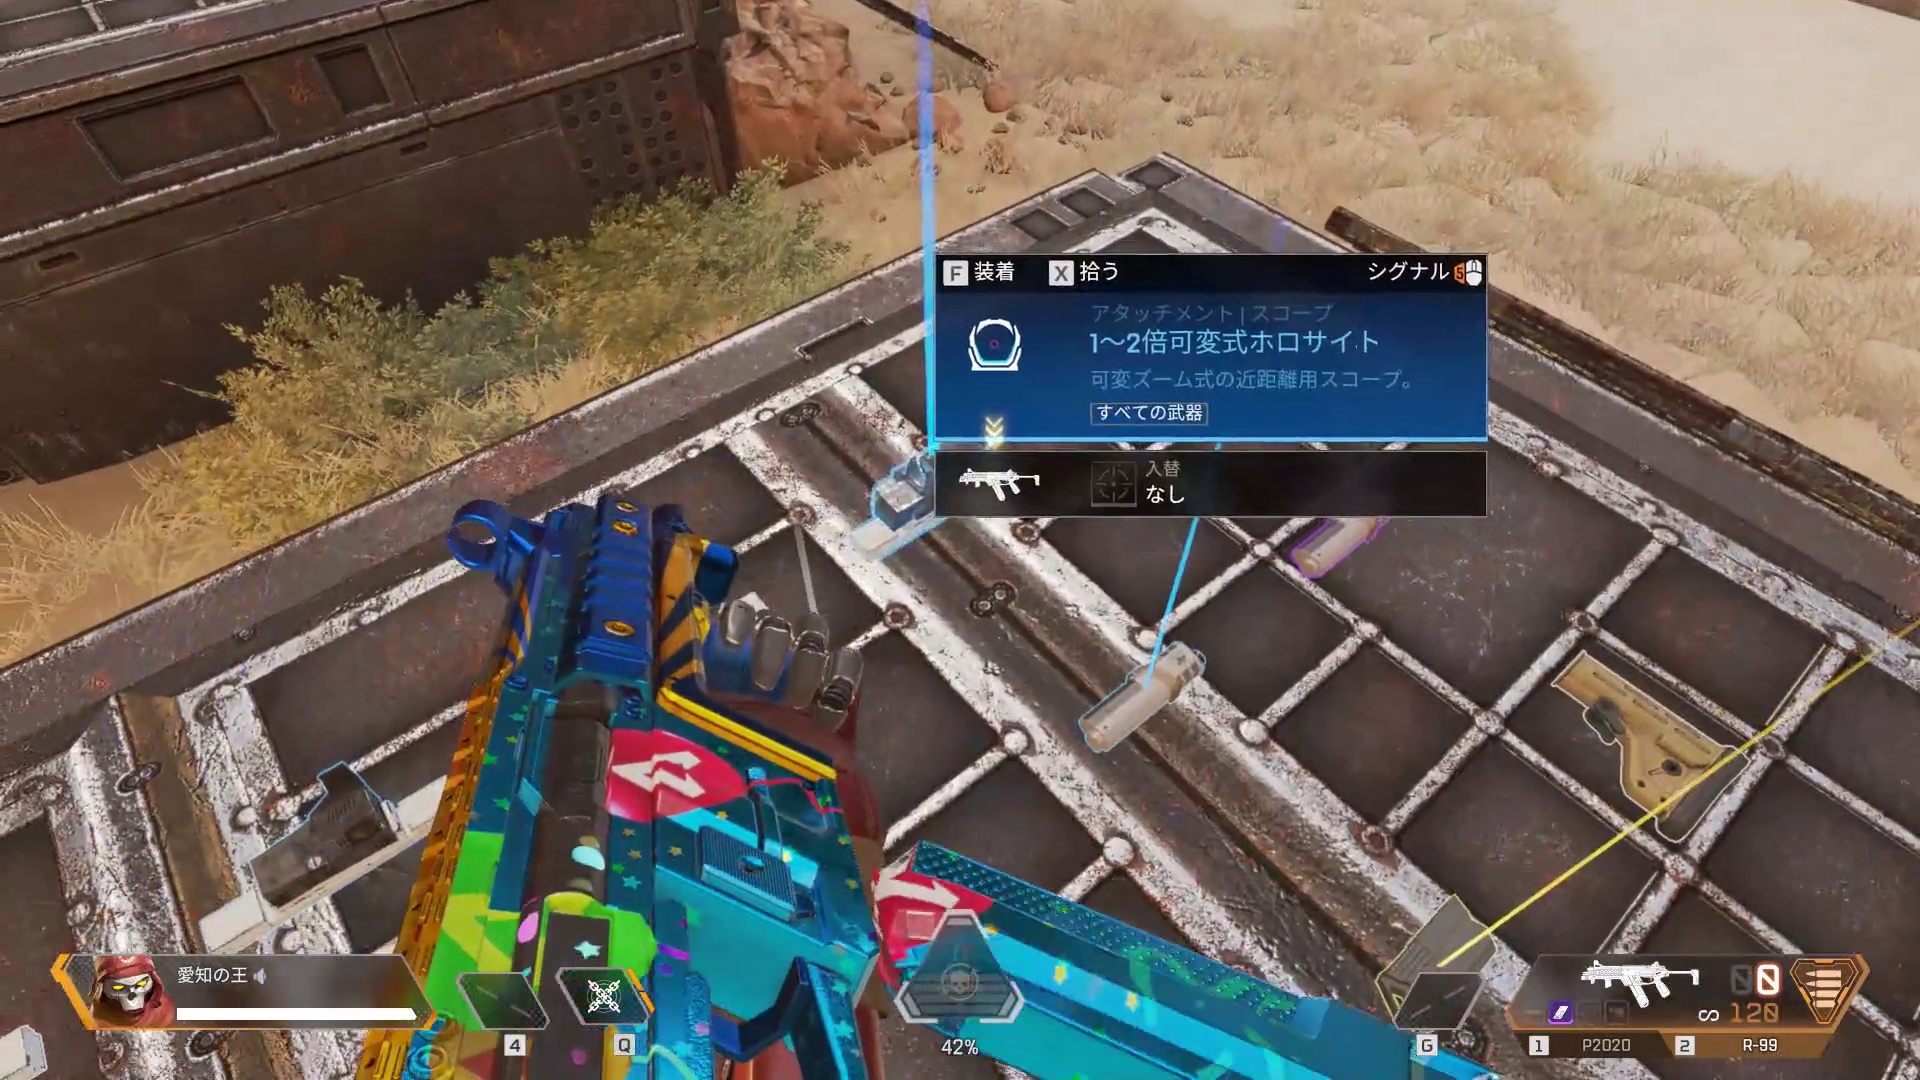 F 装着 X 拾う シグナル 5
アタッチメント | スコープ
1～2倍可変式ホロサイト
可変ズーム式の近距離用スコープ。
すべての武器
入替
なし
愛知の王
4 Q
42%
G
00
∞ 120
1 P2020 2 R-99